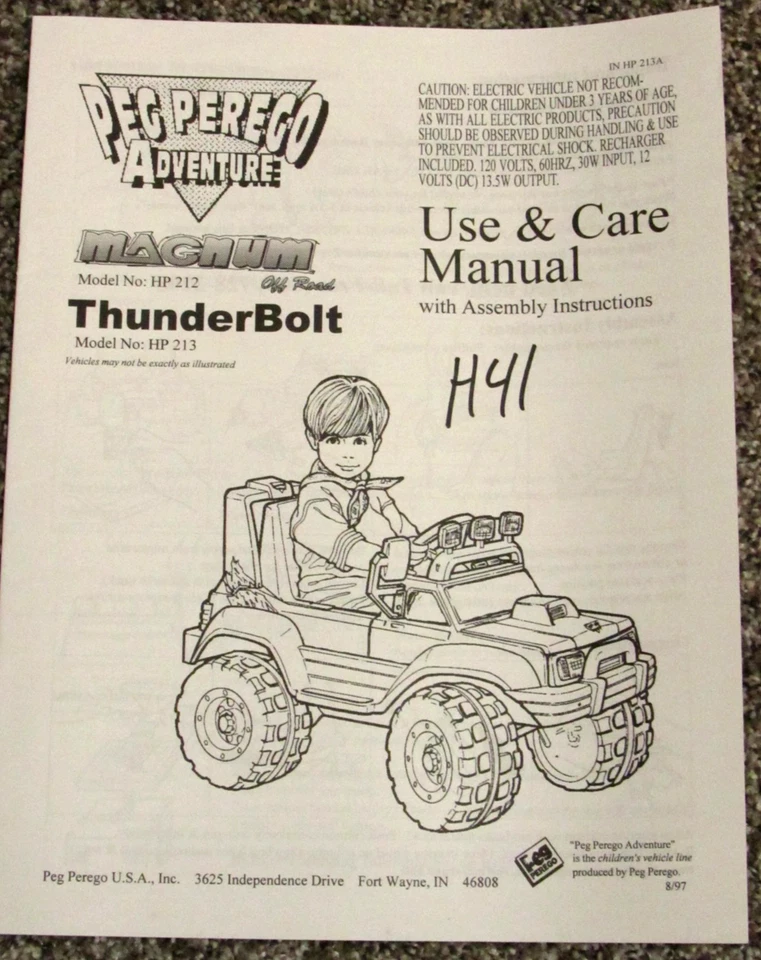 IN HP 213A
PEG PEREGO
ADVENTURE
CAUTION: ELECTRIC VEHICLE NOT RECOM-
MENDED FOR CHILDREN UNDER 3 YEARS OF AGE,
AS WITH ALL ELECTRIC PRODUCTS, PRECAUTION
SHOULD BE OBSERVED DURING HANDLING & USE
TO PREVENT ELECTRICAL SHOCK. RECHARGER
INCLUDED. 120 VOLTS, 60HRZ, 30W INPUT, 12
VOLTS (DC) 13.5W OUTPUT.
MAGNUM
Off Road
Model No: HP 212
ThunderBolt
Model No: HP 213
Vehicles may not be exactly as illustrated
Use & Care
Manual
with Assembly Instructions
H41
Peg
PEREGO
"Peg Perego Adventure"
is the children's vehicle line
produced by Peg Perego.
8/97
Peg Perego U.S.A., Inc. 3625 Independence Drive Fort Wayne, IN 46808